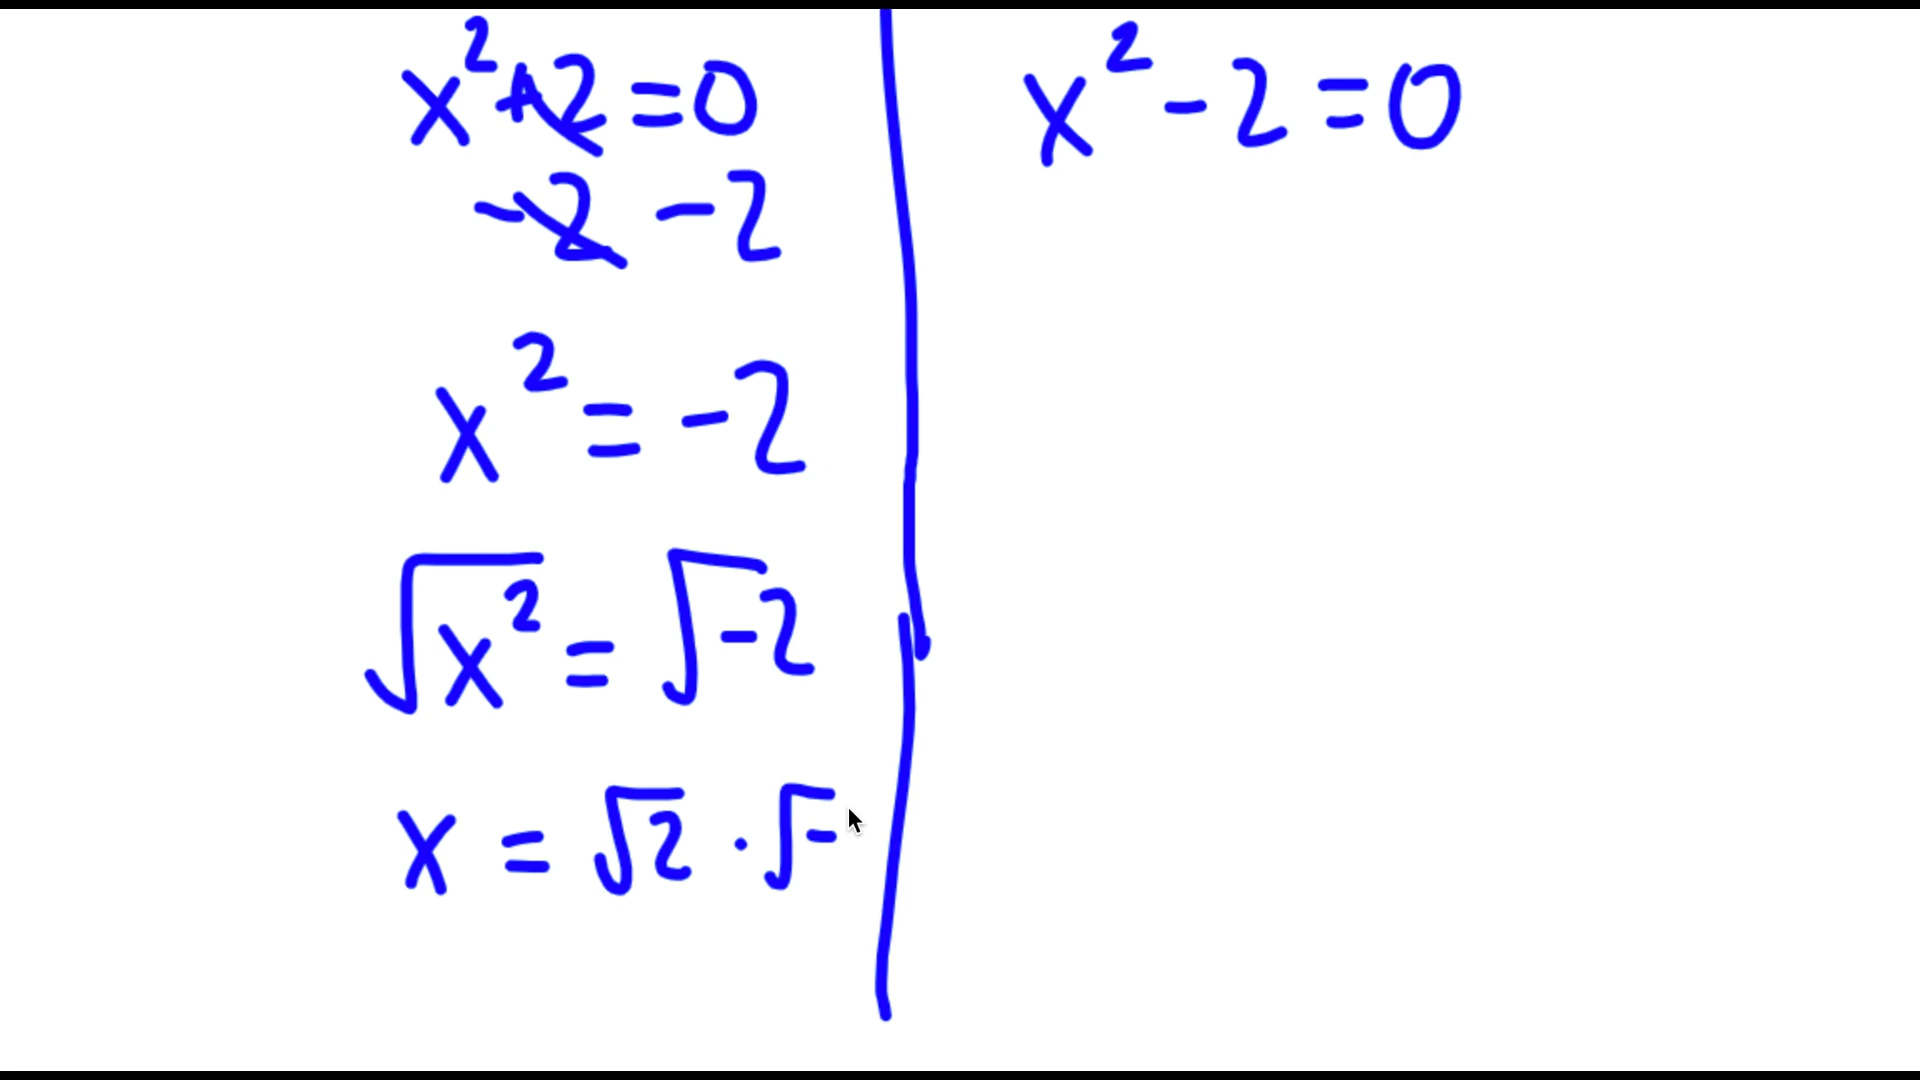 x² + 2 = 0
- 2 - 2
x² = -2
√x² = √-2
x = √2 · √-
x² - 2 = 0